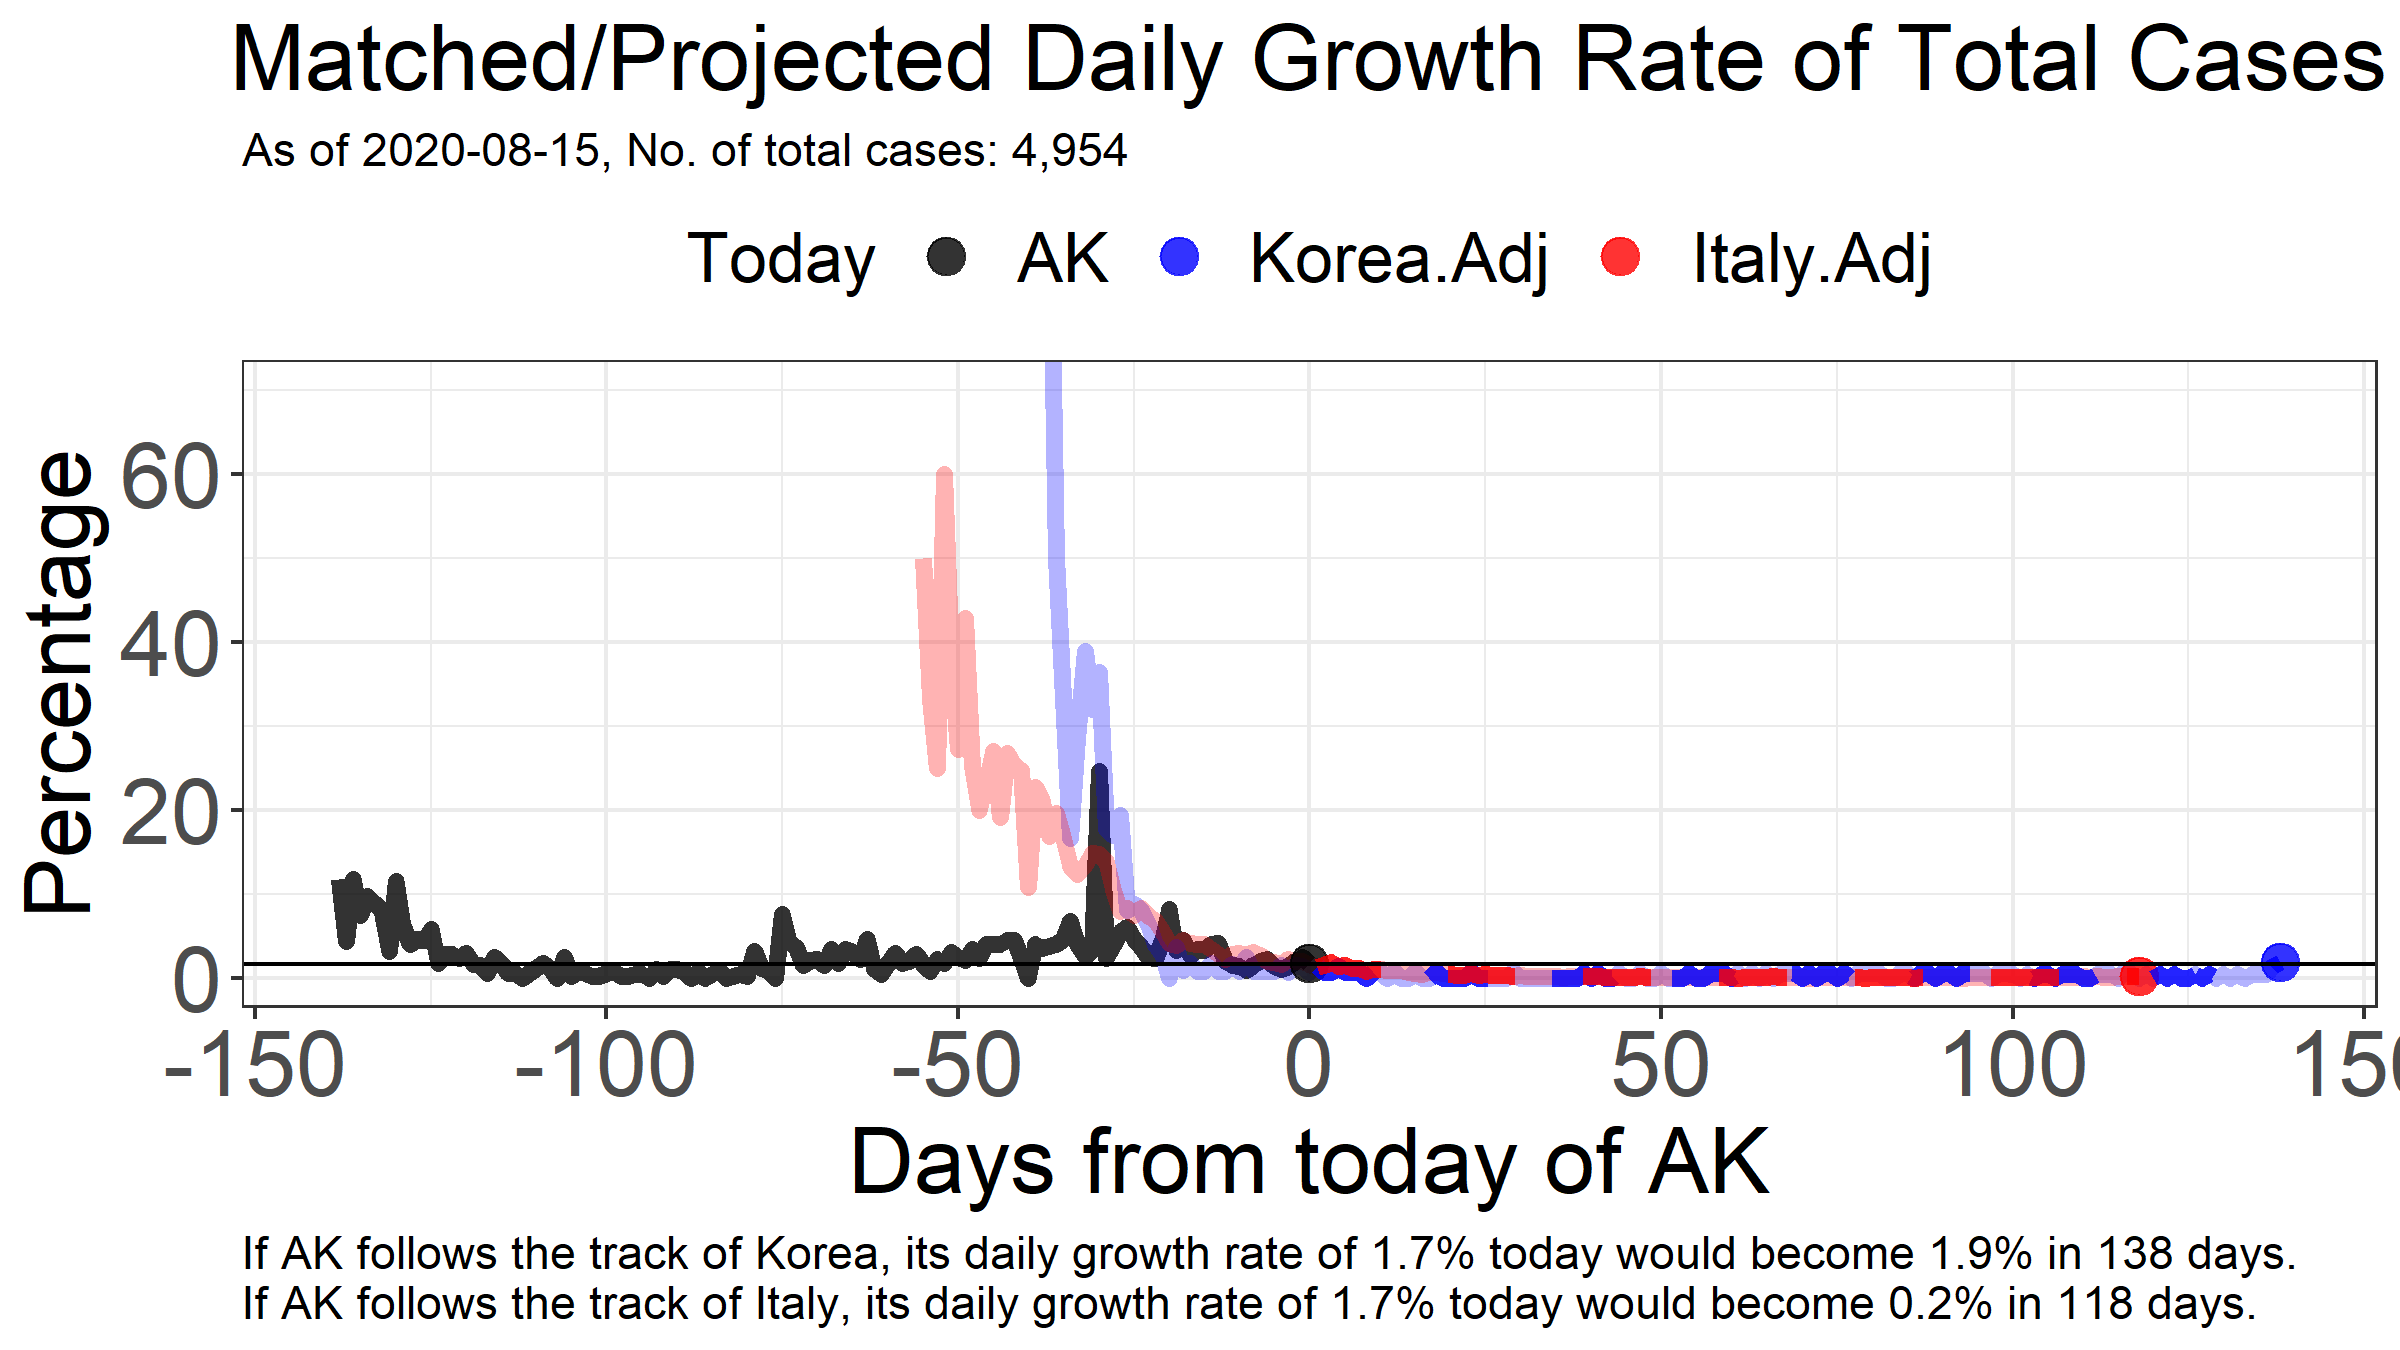 Matched/Projected Daily Growth Rate of Total Cases
As of 2020-08-15, No. of total cases: 4,954
Today AK Korea.Adj Italy.Adj
Percentage
60
40
20
0
-150 -100 -50 0 50 100 150
Days from today of AK
If AK follows the track of Korea, its daily growth rate of 1.7% today would become 1.9% in 138 days.
If AK follows the track of Italy, its daily growth rate of 1.7% today would become 0.2% in 118 days.